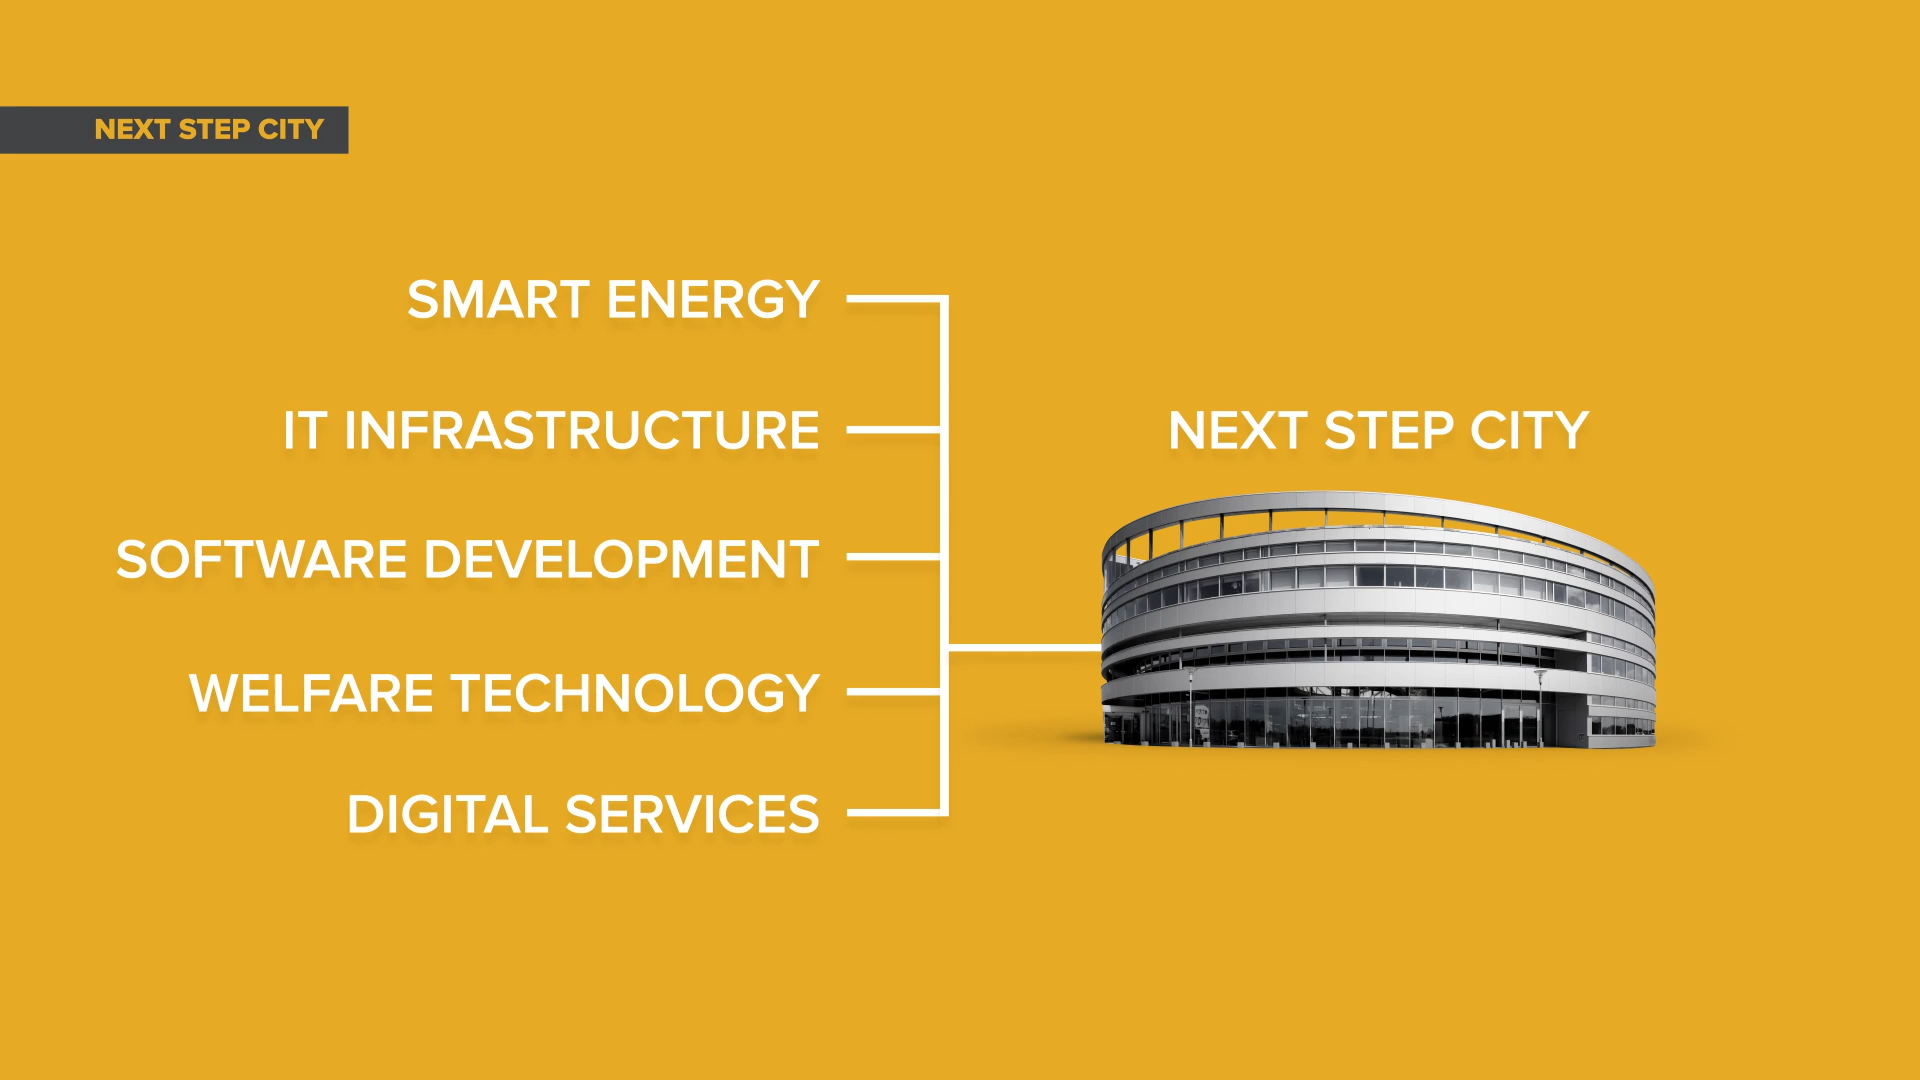 NEXT STEP CITY
SMART ENERGY
IT INFRASTRUCTURE
SOFTWARE DEVELOPMENT
WELFARE TECHNOLOGY
DIGITAL SERVICES
NEXT STEP CITY